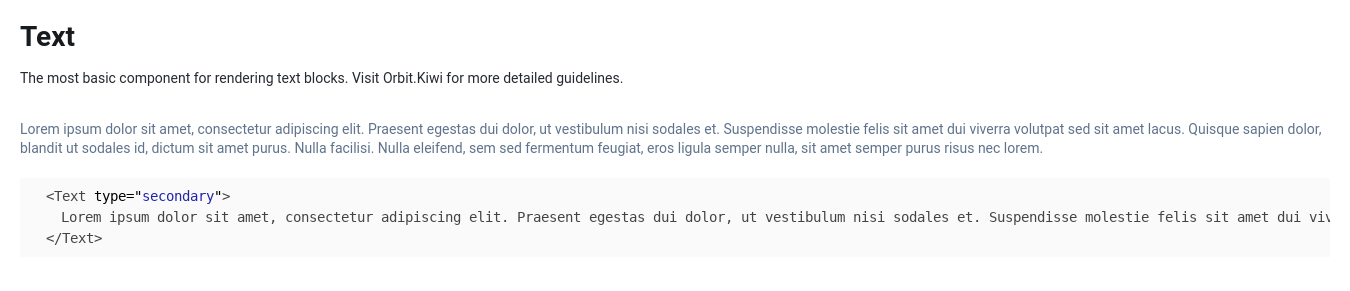 Text
The most basic component for rendering text blocks. Visit Orbit.Kiwi for more detailed guidelines.
Lorem ipsum dolor sit amet, consectetur adipiscing elit. Praesent egestas dui dolor, ut vestibulum nisi sodales et. Suspendisse molestie felis sit amet dui viverra volutpat sed sit amet lacus. Quisque sapien dolor,
blandit ut sodales id, dictum sit amet purus. Nulla facilisi. Nulla eleifend, sem sed fermentum feugiat, eros ligula semper nulla, sit amet semper purus risus nec lorem.
<Text type="secondary">
Lorem ipsum dolor sit amet, consectetur adipiscing elit. Praesent egestas dui dolor, ut vestibulum nisi sodales et. Suspendisse molestie felis sit amet dui viv
</Text>